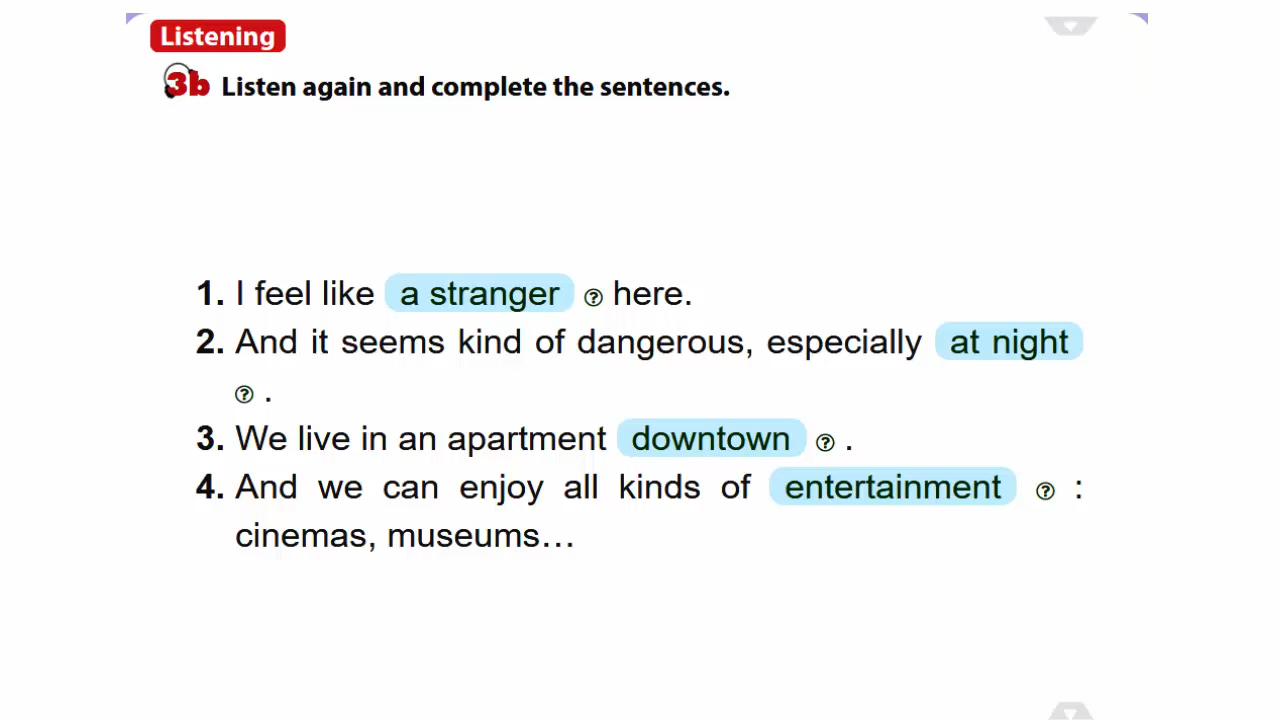 Listening
3b Listen again and complete the sentences.
1. I feel like a stranger ? here.
2. And it seems kind of dangerous, especially at night
? .
3. We live in an apartment downtown ? .
4. And we can enjoy all kinds of entertainment ? :
cinemas, museums…